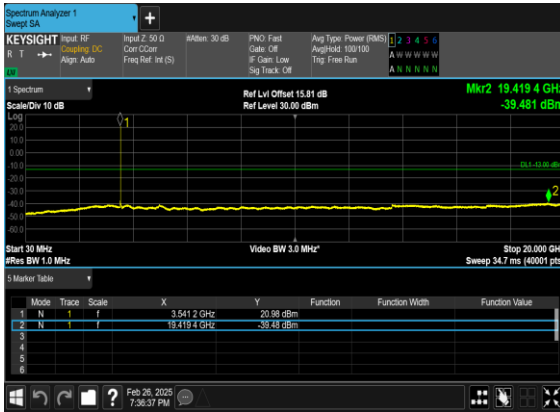 Spectrum Analyzer 1
Swept SA
+
KEYSIGHT Input: RF Input Z: 50 Ω #Atten: 30 dB PNO: Fast Avg Type: Power (RMS) 1 2 3 4 5 6
R T Coupling: DC Corr CCorr Gate: Off Avg|Hold: 100/100 A W W W W W
Align: Auto Freq Ref: Int (S) IF Gain: Low Trig: Free Run
Sig Track: Off A N N N N N
1 Spectrum
Ref Lvl Offset 15.81 dB Mkr2 19.419 4 GHz
Scale/Div 10 dB Ref Level 30.00 dBm -39.481 dBm
Log
20.0
10.0
0.00
-10.0
-20.0
-30.0
-40.0
-50.0
-60.0
1
DL1 -13.00 dBm
2
Start 30 MHz Video BW 3.0 MHz* Stop 20.000 GHz
#Res BW 1.0 MHz Sweep 34.7 ms (40001 pts)
5 Marker Table
Mode Trace Scale X Y Function Function Width Function Value
1 N 1 f 3.541 2 GHz 20.98 dBm
2 N 1 f 19.419 4 GHz -39.48 dBm
3
4
5
6
? Feb 26, 2025
7:36:37 PM